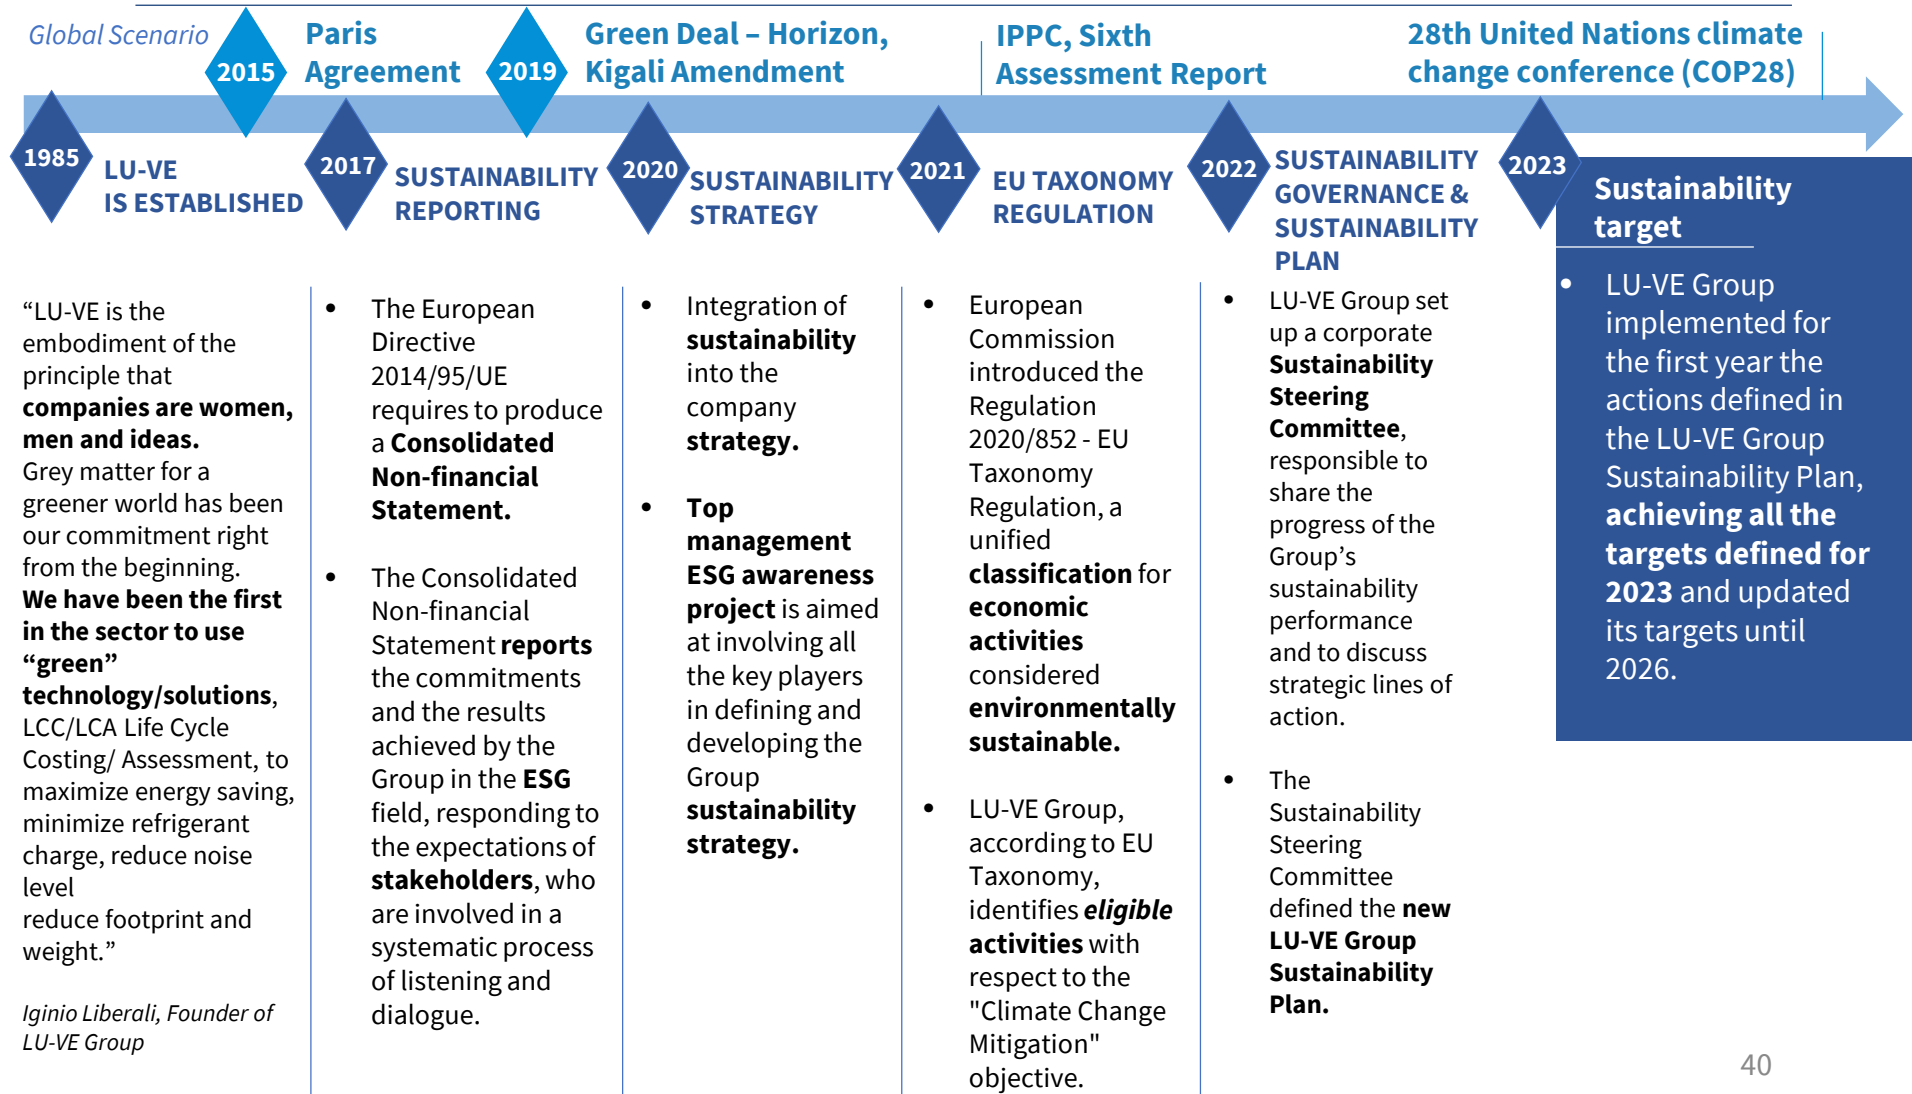 Global Scenario
2015
Paris
Agreement
2019
Green Deal – Horizon,
Kigali Amendment
IPPC, Sixth
Assessment Report
28th United Nations climate
change conference (COP28)
1985
LU-VE
IS ESTABLISHED
“LU-VE is the
embodiment of the
principle that
companies are women,
men and ideas.
Grey matter for a
greener world has been
our commitment right
from the beginning.
We have been the first
in the sector to use
“green”
technology/solutions,
LCC/LCA Life Cycle
Costing/ Assessment, to
maximize energy saving,
minimize refrigerant
charge, reduce noise
level
reduce footprint and
weight.”
Iginio Liberali, Founder of
LU-VE Group
2017
SUSTAINABILITY
REPORTING
• The European
Directive
2014/95/UE
requires to produce
a Consolidated
Non-financial
Statement.
• The Consolidated
Non-financial
Statement reports
the commitments
and the results
achieved by the
Group in the ESG
field, responding to
the expectations of
stakeholders, who
are involved in a
systematic process
of listening and
dialogue.
2020
SUSTAINABILITY
STRATEGY
• Integration of
sustainability
into the
company
strategy.
• Top
management
ESG awareness
project is aimed
at involving all
the key players
in defining and
developing the
Group
sustainability
strategy.
2021
EU TAXONOMY
REGULATION
• European
Commission
introduced the
Regulation
2020/852 - EU
Taxonomy
Regulation, a
unified
classification for
economic
activities
considered
environmentally
sustainable.
• LU-VE Group,
according to EU
Taxonomy,
identifies eligible
activities with
respect to the
"Climate Change
Mitigation"
objective.
2022
SUSTAINABILITY
GOVERNANCE &
SUSTAINABILITY
PLAN
• LU-VE Group set
up a corporate
Sustainability
Steering
Committee,
responsible to
share the
progress of the
Group’s
sustainability
performance
and to discuss
strategic lines of
action.
• The
Sustainability
Steering
Committee
defined the new
LU-VE Group
Sustainability
Plan.
2023
Sustainability
target
• LU-VE Group
implemented for
the first year the
actions defined in
the LU-VE Group
Sustainability Plan,
achieving all the
targets defined for
2023 and updated
its targets until
2026.
40